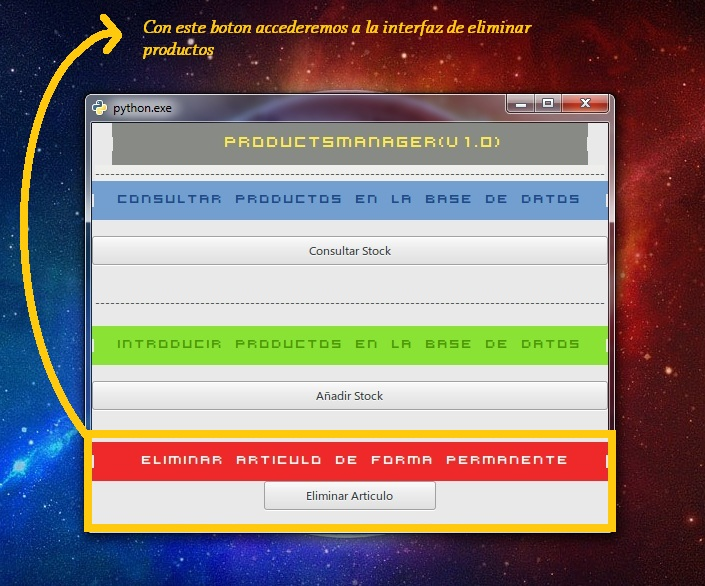 Con este boton accederemos a la interfaz de eliminar
productos
python.exe
PRODUCTSMANAGER(V 1.0)
CONSULTAR PRODUCTOS EN LA BASE DE DATOS
Consultar Stock
INTRODUCIR PRODUCTOS EN LA BASE DE DATOS
Añadir Stock
ELIMINAR ARTICULO DE FORMA PERMANENTE
Eliminar Articulo